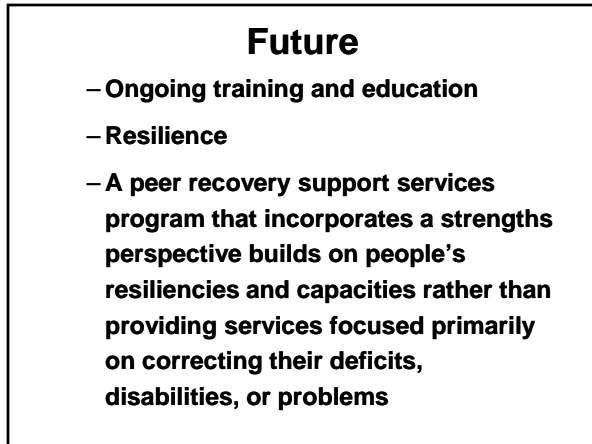 Future
– Ongoing training and education
– Resilience
– A peer recovery support services
program that incorporates a strengths
perspective builds on people’s
resiliencies and capacities rather than
providing services focused primarily
on correcting their deficits,
disabilities, or problems